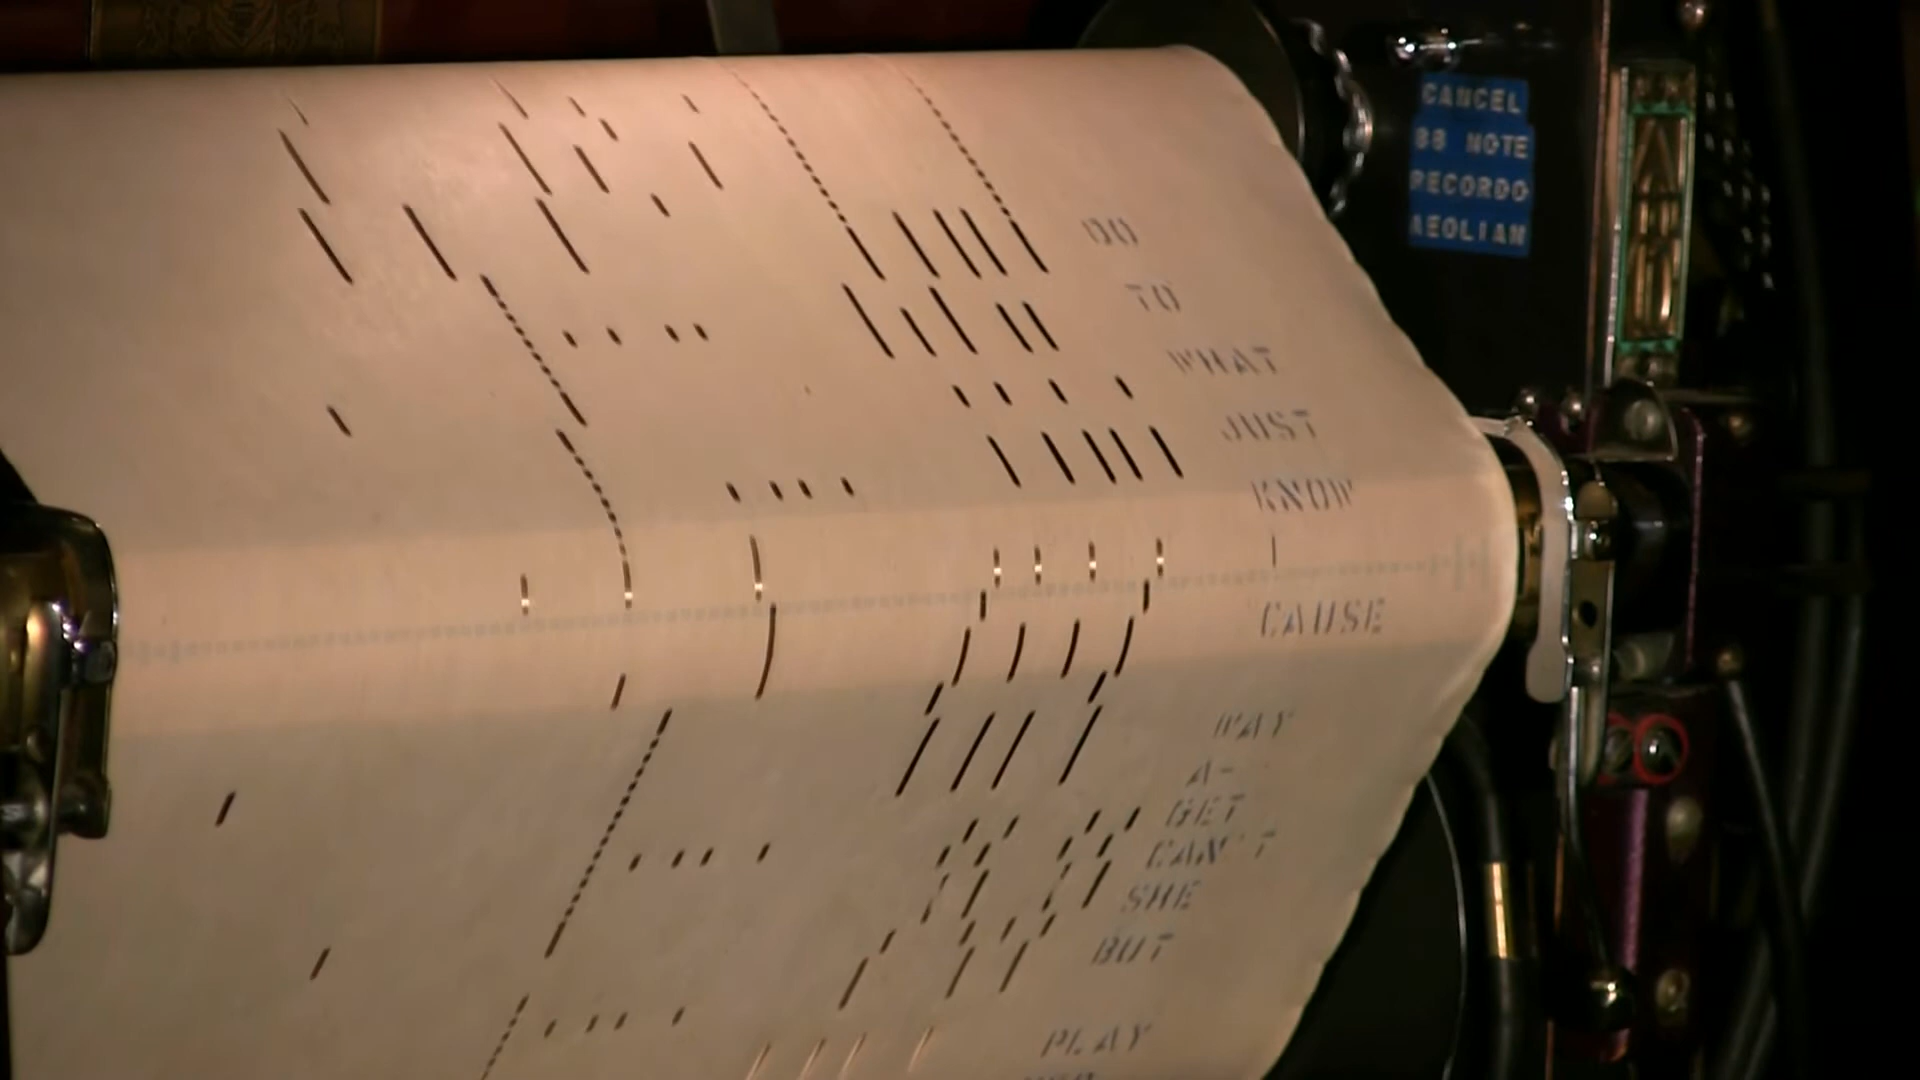 CANCEL
88 NOTE
RECORDO
AEOLIAN
DO
TO
WHAT
JUST
KNOW
CAUSE
WAY
A-
GET
CAN'T
SHE
BUT
PLAY